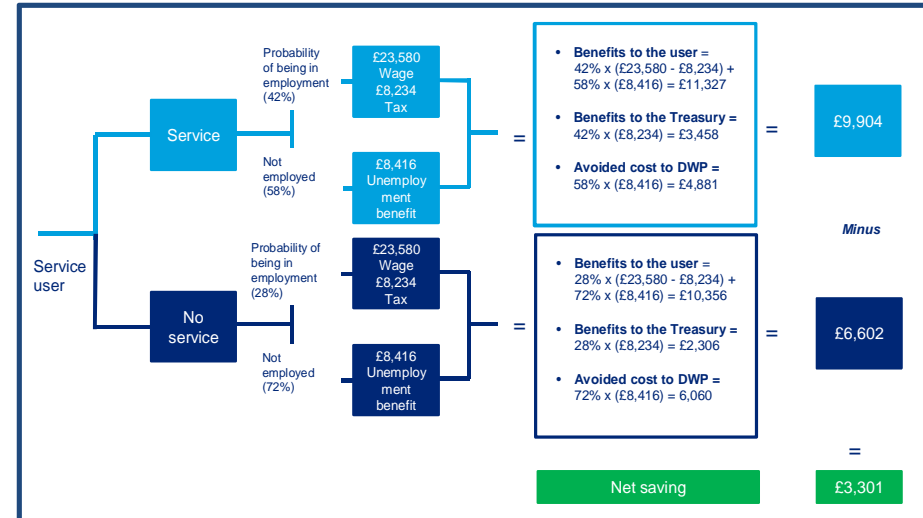 Service
user
Service
Probability
of being in
employment
(42%)
Not
employed
(58%)
£23,580
Wage
£8,234
Tax
£8,416
Unemploy
ment
benefit
=
• Benefits to the user =
42% x (£23,580 - £8,234) +
58% x (£8,416) = £11,327
• Benefits to the Treasury =
42% x (£8,234) = £3,458
• Avoided cost to DWP =
58% x (£8,416) = £4,881
=
£9,904
Minus
No
service
Probability of
being in
employment
(28%)
Not
employed
(72%)
£23,580
Wage
£8,234
Tax
£8,416
Unemploy
ment
benefit
=
• Benefits to the user =
28% x (£23,580 - £8,234) +
72% x (£8,416) = £10,356
• Benefits to the Treasury =
28% x (£8,234) = £2,306
• Avoided cost to DWP =
72% x (£8,416) = 6,060
=
£6,602
=
Net saving
£3,301